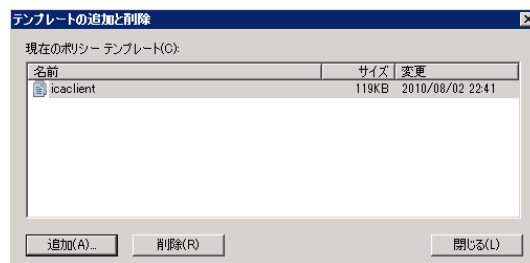 テンプレートの追加と削除
現在のポリシー テンプレート(C):
名前 サイズ 変更
icaclient 119KB 2010/08/02 22:41
追加(A)... 削除(R) 閉じる(L)